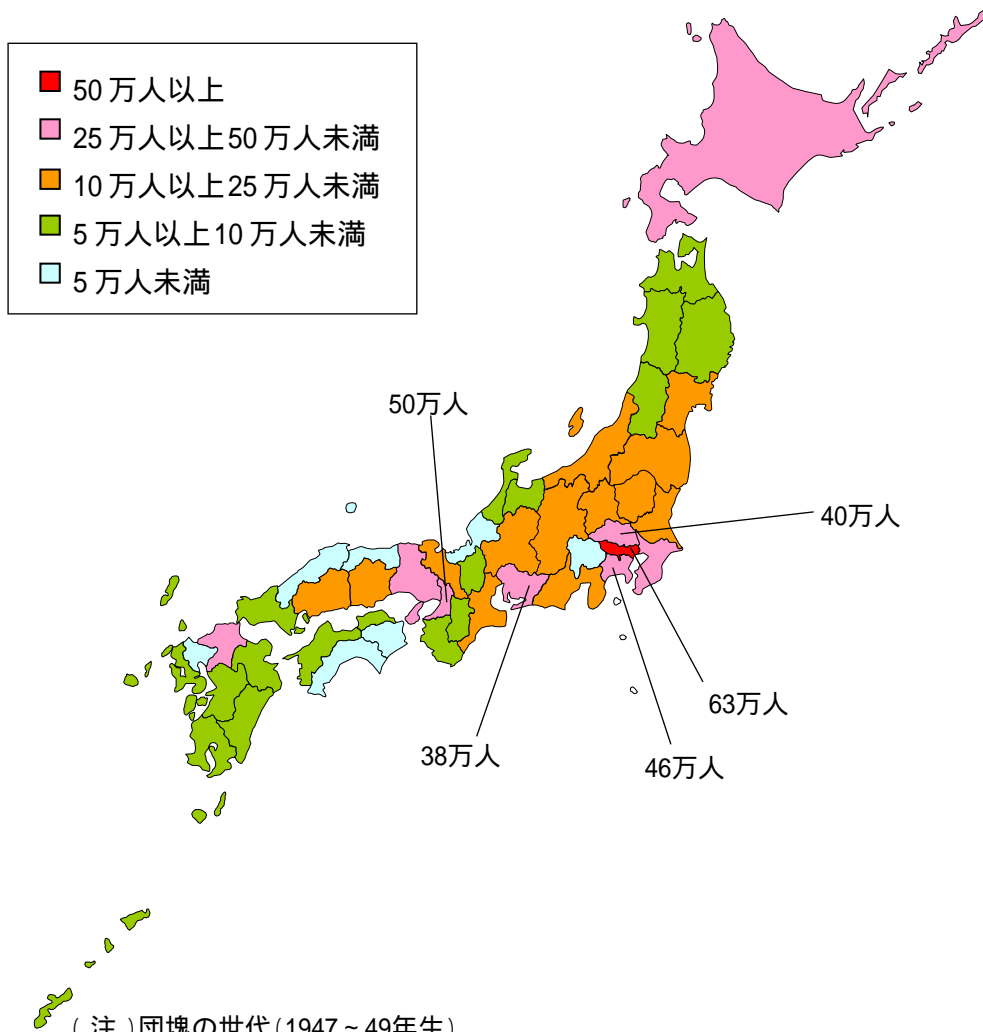 50万人以上
25万人以上50万人未満
10万人以上25万人未満
5万人以上10万人未満
5万人未満
50万人
40万人
63万人
38万人
46万人
(注)団塊の世代(1947~49年生)